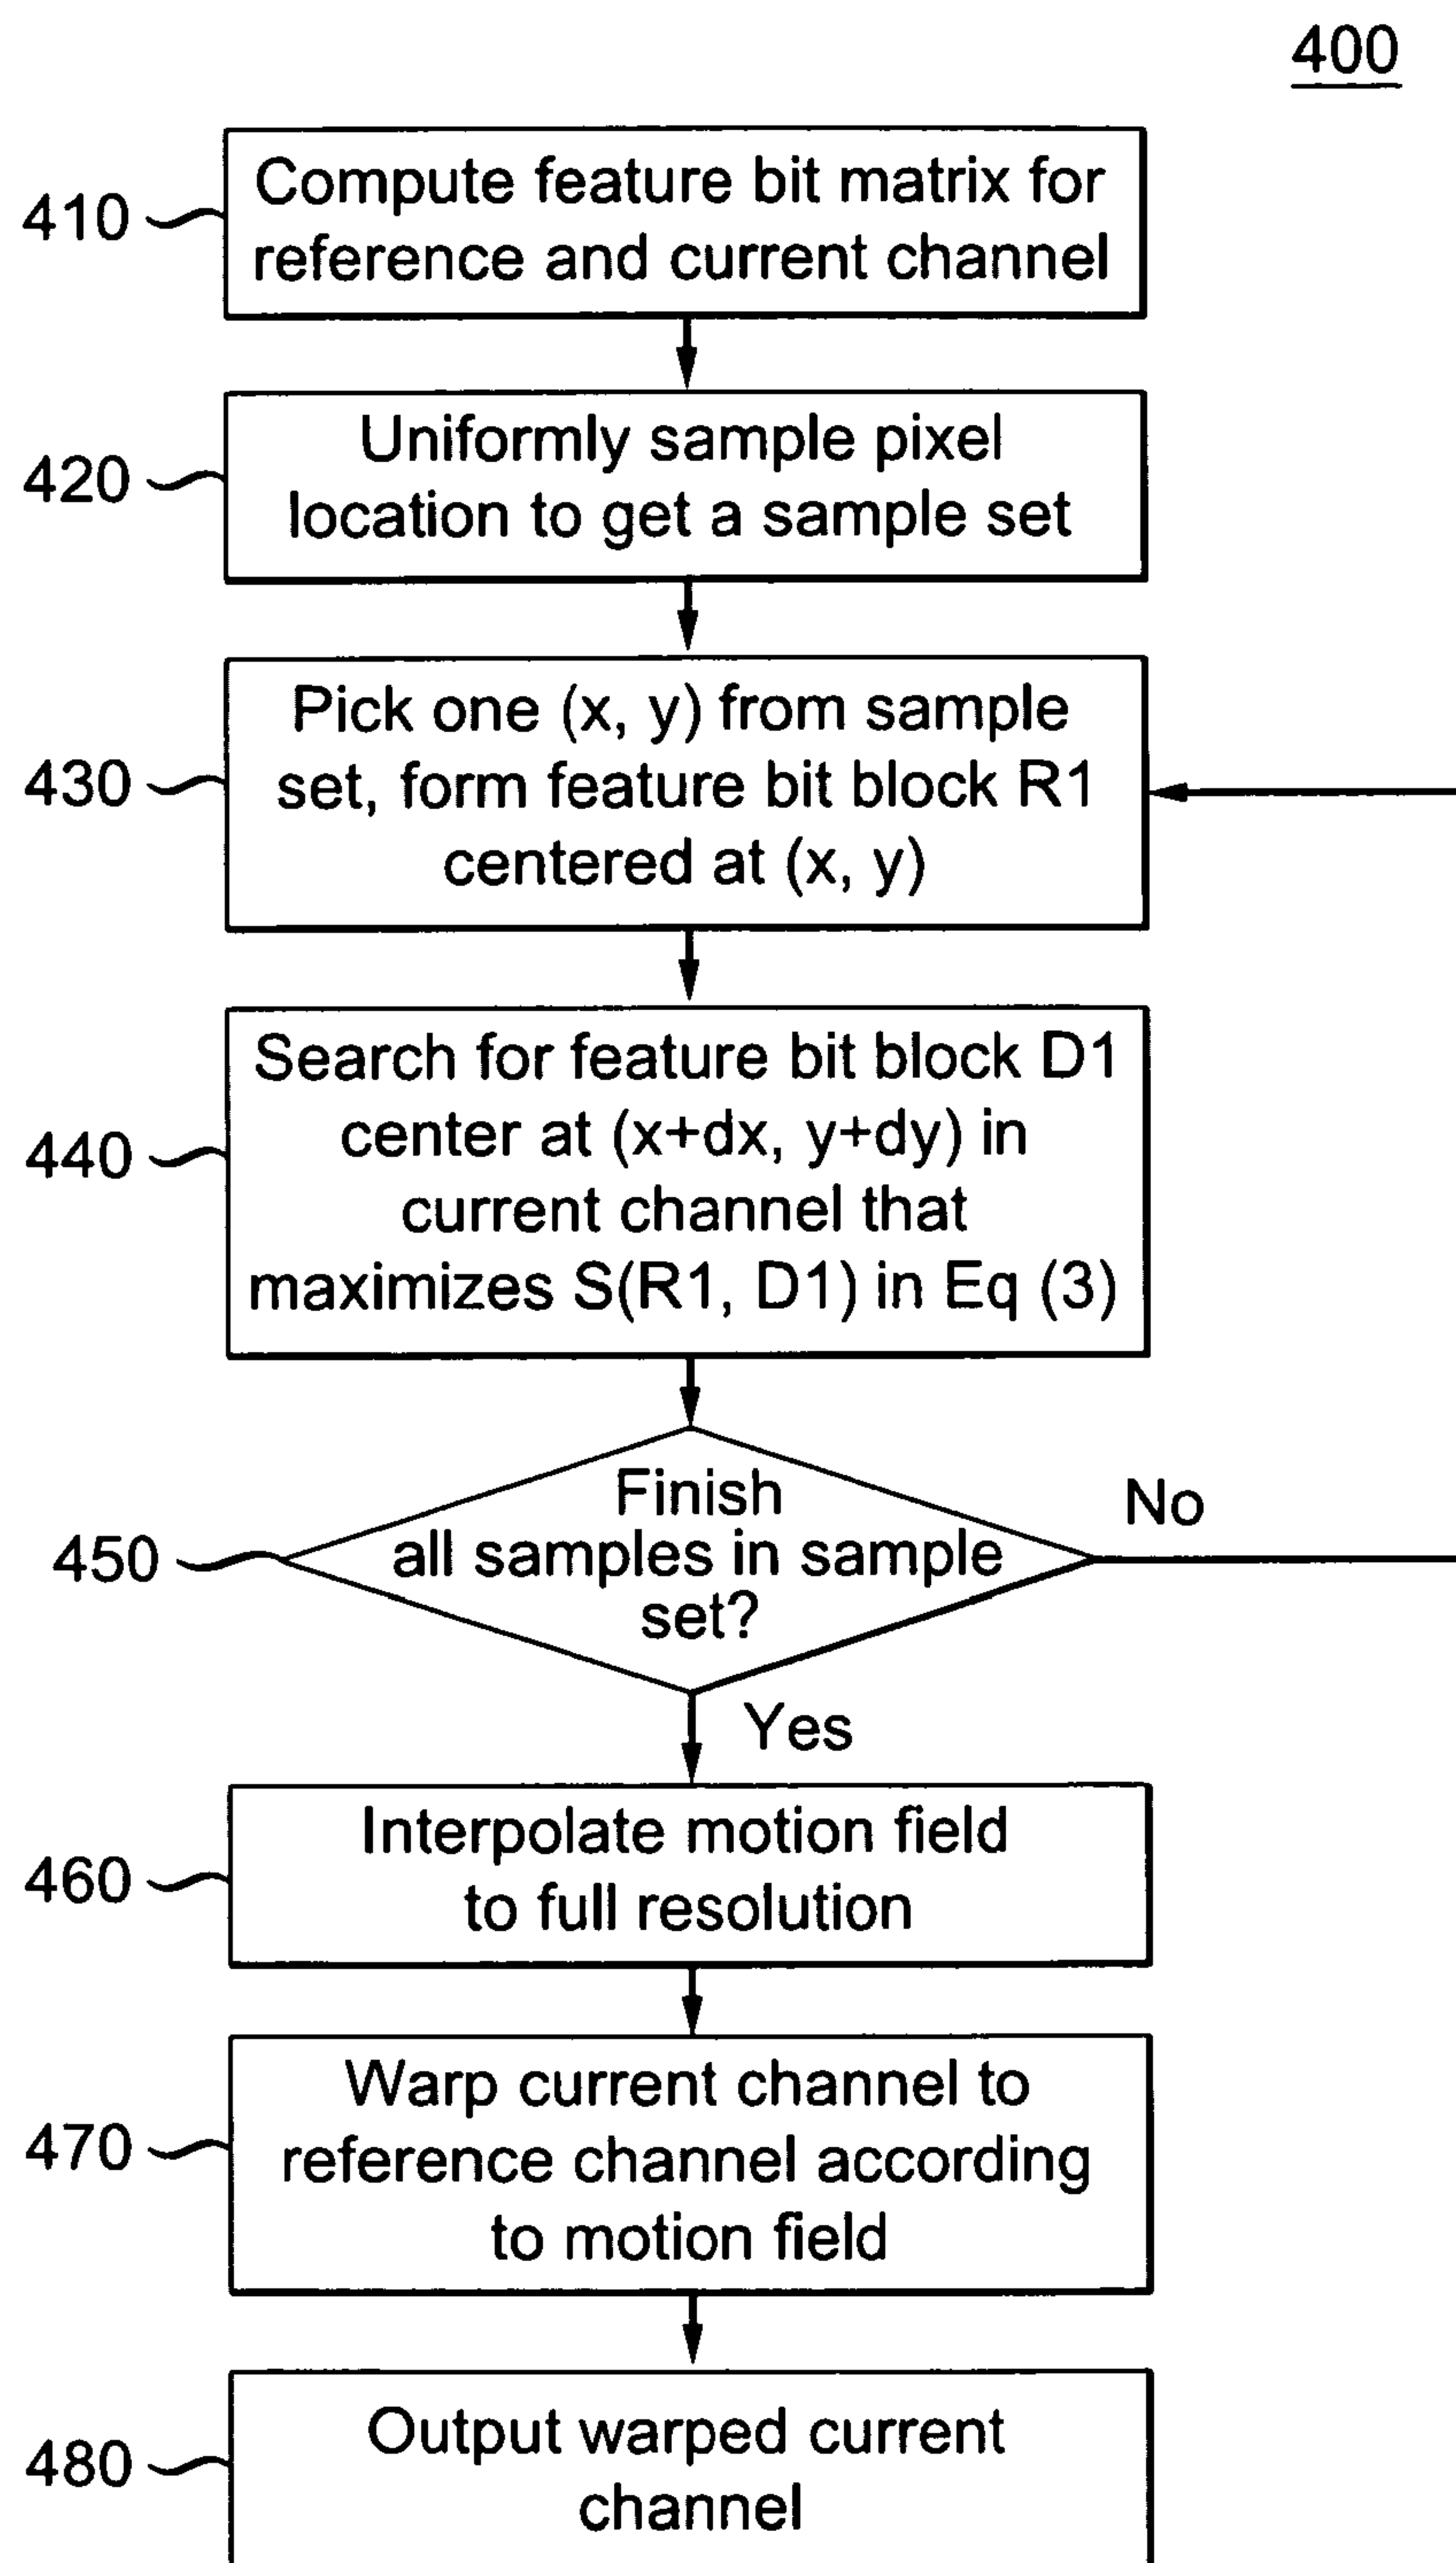 400
410
Compute feature bit matrix for
reference and current channel
420
Uniformly sample pixel
location to get a sample set
430
Pick one (x, y) from sample
set, form feature bit block R1
centered at (x, y)
440
Search for feature bit block D1
center at (x+dx, y+dy) in
current channel that
maximizes S(R1, D1) in Eq (3)
450
Finish
all samples in sample
set?
No
Yes
460
Interpolate motion field
to full resolution
470
Warp current channel to
reference channel according
to motion field
480
Output warped current
channel